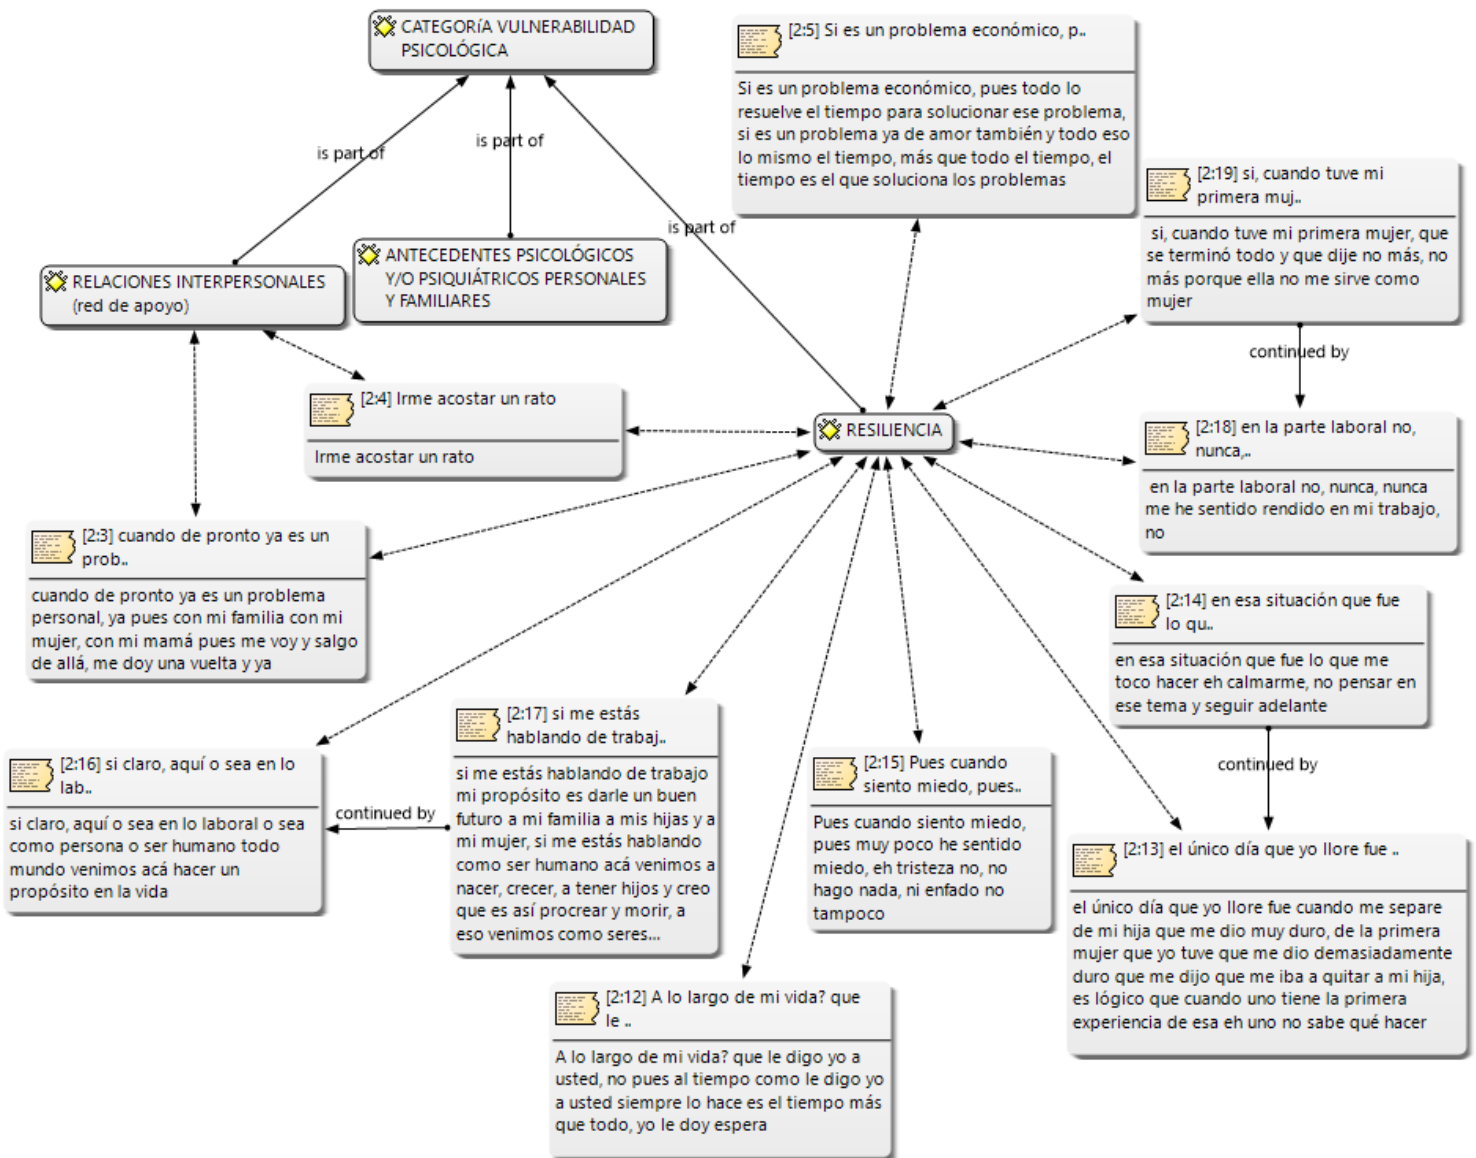 CATEGORíA VULNERABILIDAD
PSICOLÓGICA
[2:5] Si es un problema económico, p..
Si es un problema económico, pues todo lo
resuelve el tiempo para solucionar ese problema,
si es un problema ya de amor también y todo eso
lo mismo el tiempo, más que todo el tiempo, el
tiempo es el que soluciona los problemas
is part of
is part of
is part of
[2:19] si, cuando tuve mi
primera muj..
si, cuando tuve mi primera mujer, que
se terminó todo y que dije no más, no
más porque ella no me sirve como
mujer
continued by
RELACIONES INTERPERSONALES
(red de apoyo)
ANTECEDENTES PSICOLÓGICOS
Y/O PSIQUIÁTRICOS PERSONALES
Y FAMILIARES
[2:4] Irme acostar un rato
Irme acostar un rato
RESILIENCIA
[2:18] en la parte laboral no,
nunca,..
en la parte laboral no, nunca, nunca
me he sentido rendido en mi trabajo,
no
[2:3] cuando de pronto ya es un
prob..
cuando de pronto ya es un problema
personal, ya pues con mi familia con mi
mujer, con mi mamá pues me voy y salgo
de allá, me doy una vuelta y ya
[2:14] en esa situación que fue
lo qu..
en esa situación que fue lo que me
toco hacer eh calmarme, no pensar en
ese tema y seguir adelante
continued by
[2:16] si claro, aquí o sea en lo
lab..
si claro, aquí o sea en lo laboral o sea
como persona o ser humano todo
mundo venimos acá hacer un
propósito en la vida
continued by
[2:17] si me estás
hablando de trabaj..
si me estás hablando de trabajo
mi propósito es darle un buen
futuro a mi familia a mis hijas y a
mi mujer, si me estás hablando
como ser humano acá venimos a
nacer, crecer, a tener hijos y creo
que es así procrear y morir, a
eso venimos como seres...
[2:15] Pues cuando
siento miedo, pues..
Pues cuando siento miedo,
pues muy poco he sentido
miedo, eh tristeza no, no
hago nada, ni enfado no
tampoco
[2:13] el único día que yo llore fue ..
el único día que yo llore fue cuando me separe
de mi hija que me dio muy duro, de la primera
mujer que yo tuve que me dio demasiadamente
duro que me dijo que me iba a quitar a mi hija,
es lógico que cuando uno tiene la primera
experiencia de esa eh uno no sabe qué hacer
[2:12] A lo largo de mi vida? que
le ..
A lo largo de mi vida? que le digo yo a
usted, no pues al tiempo como le digo yo
a usted siempre lo hace es el tiempo más
que todo, yo le doy espera